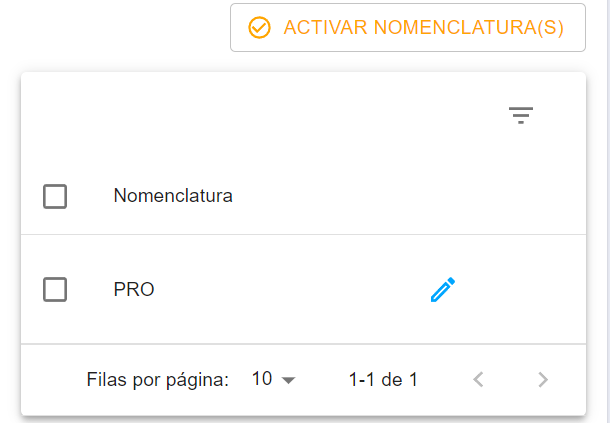 ACTIVAR NOMENCLATURA(S)
Nomenclatura
PRO
Filas por página: 10 1-1 de 1